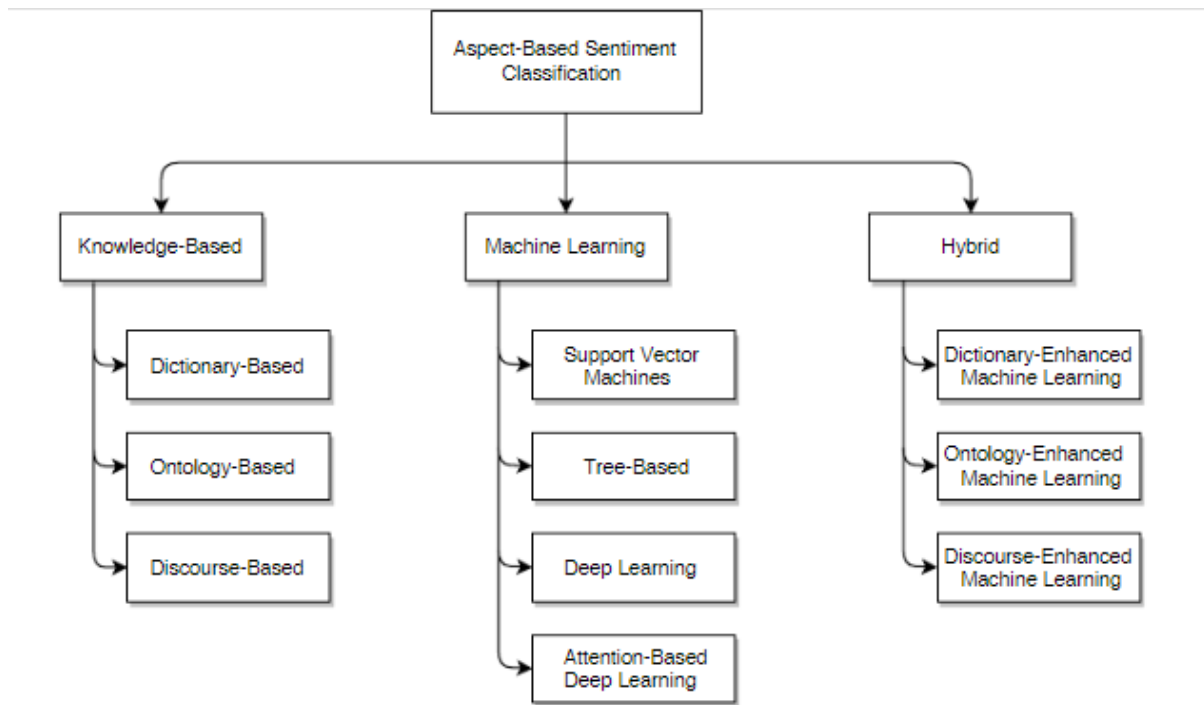 Aspect-Based Sentiment
Classification
Knowledge-Based
Machine Learning
Hybrid
Dictionary-Based
Support Vector
Machines
Dictionary-Enhanced
Machine Learning
Ontology-Based
Tree-Based
Ontology-Enhanced
Machine Learning
Discourse-Based
Deep Learning
Discourse-Enhanced
Machine Learning
Attention-Based
Deep Learning